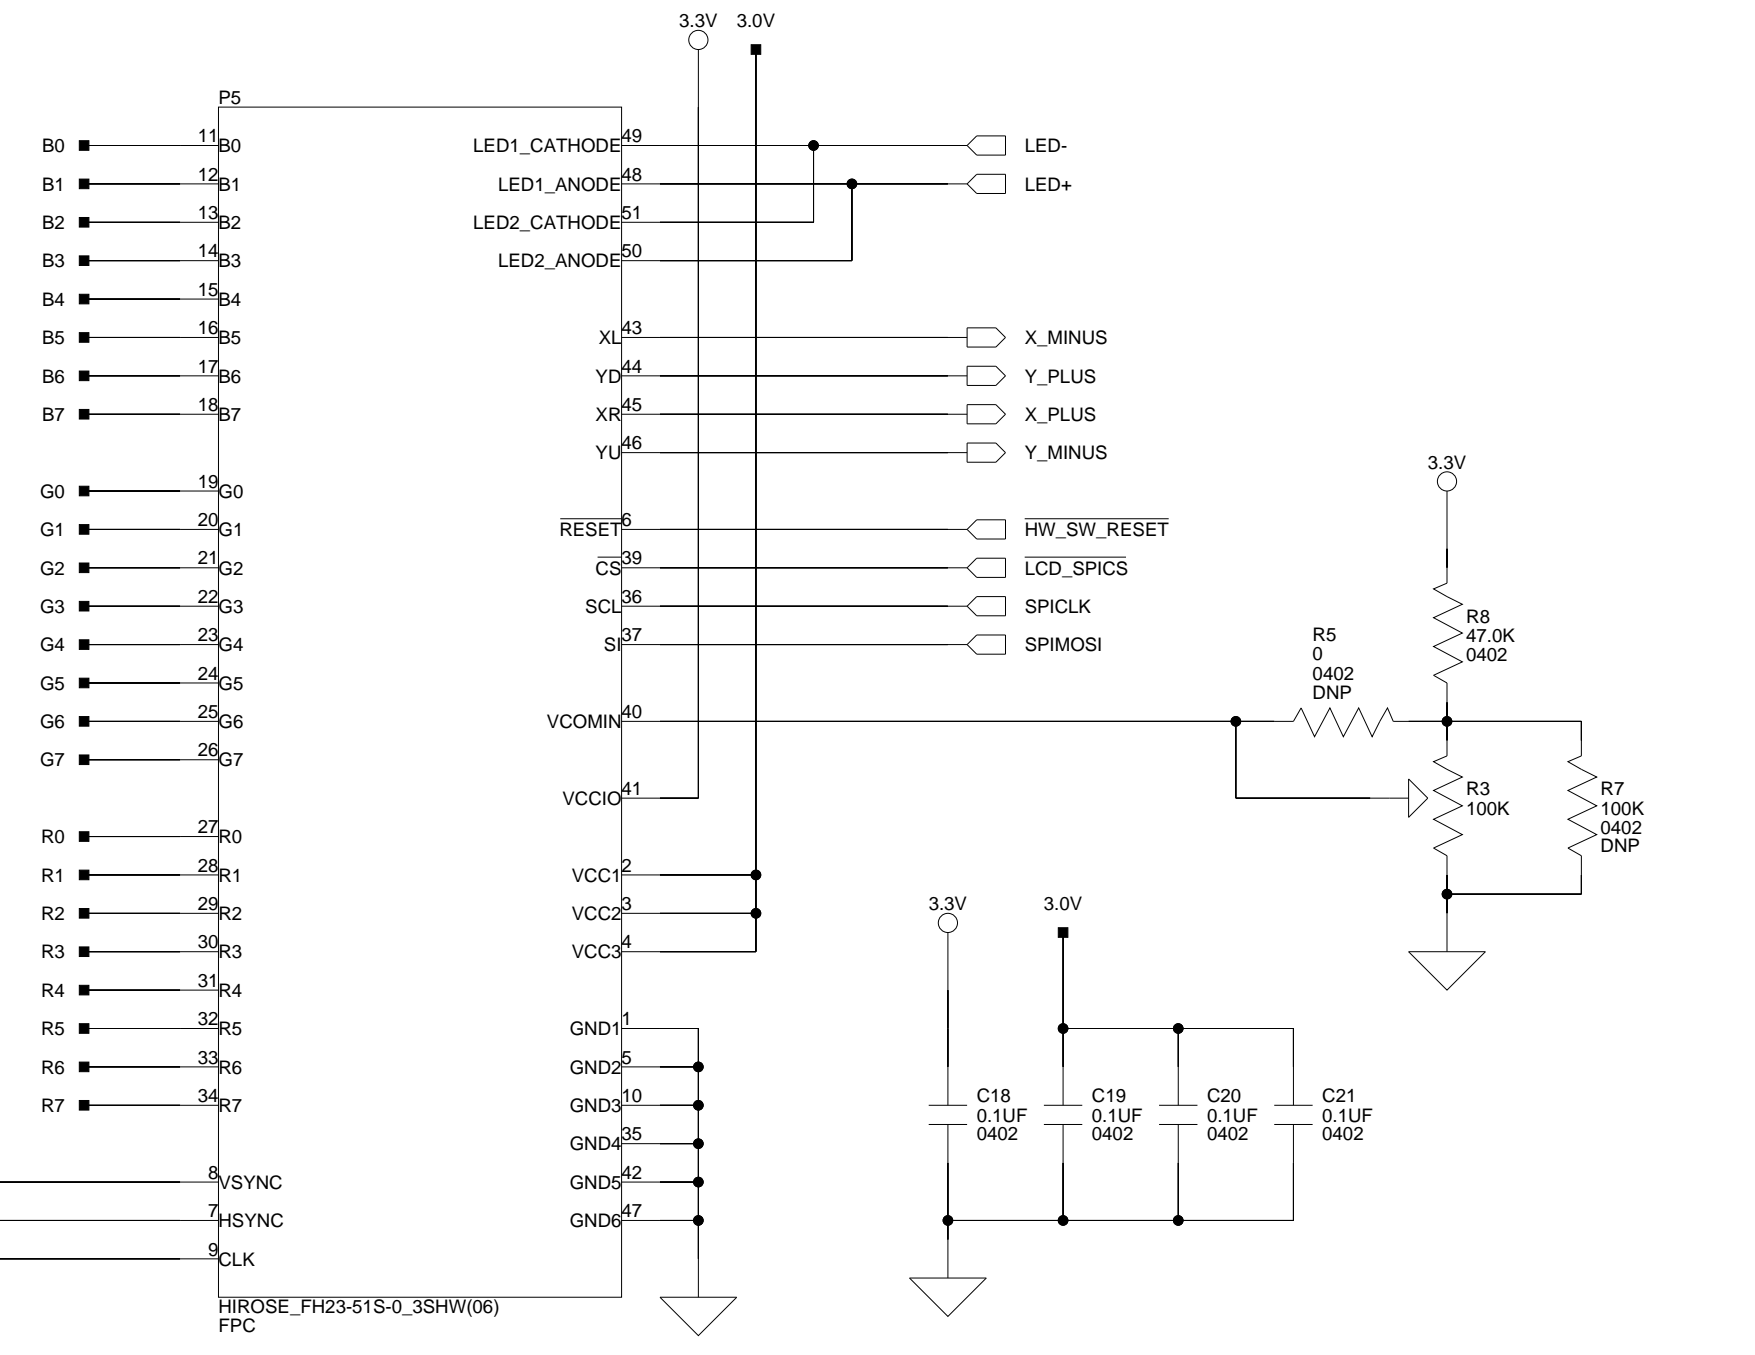 3.3V 3.0V
P5
B0 11 B0 LED1_CATHODE 49 LED-
B1 12 B1 LED1_ANODE 48 LED+
B2 13 B2 LED2_CATHODE 51
B3 14 B3 LED2_ANODE 50
B4 15 B4
B5 16 B5 XL 43 X_MINUS
B6 17 B6 YD 44 Y_PLUS
B7 18 B7 XR 45 X_PLUS
YU 46 Y_MINUS
3.3V
G0 19 G0
G1 20 G1 RESET 6 HW_SW_RESET
G2 21 G2 CS 39 LCD_SPICS
G3 22 G3 SCL 36 SPICLK
G4 23 G4 SI 37 SPIMOSI
R8
47.0K
0402
R5
0
0402
DNP
G5 24 G5
G6 25 G6 VCOMIN 40
G7 26 G7
VCCIO 41
R3
100K
R7
100K
0402
DNP
R0 27 R0
R1 28 R1 VCC1 2
R2 29 R2 VCC2 3
R3 30 R3 VCC3 4
R4 31 R4
R5 32 R5 GND1 1
R6 33 R6 GND2 5
R7 34 R7 GND3 10
GND4 35
8 VSYNC GND5 42
7 HSYNC GND6 47
9 CLK
3.3V 3.0V
C18
0.1UF
0402
C19
0.1UF
0402
C20
0.1UF
0402
C21
0.1UF
0402
HIROSE_FH23-51S-0_3SHW(06)
FPC